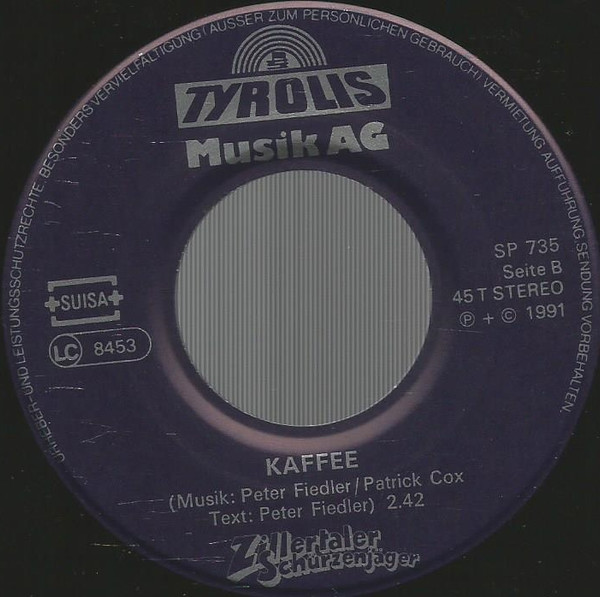 URHEBER-UND LEISTUNGSSCHUTZRECHTE. BESONDERS VERVIELFÄLTIGUNG (AUSSER ZUM PERSÖNLICHEN GEBRAUCH) VERMIETUNG AUFFÜHRUNG SENDUNG VORBEHALTEN.
TYROLIS
Musik AG
SP 735
Seite B
45 T STEREO
℗ + © 1991
+SUISA+
LC 8453
KAFFEE
(Musik: Peter Fiedler/Patrick Cox
Text: Peter Fiedler) 2.42
Zillertaler
Schürzenjäger